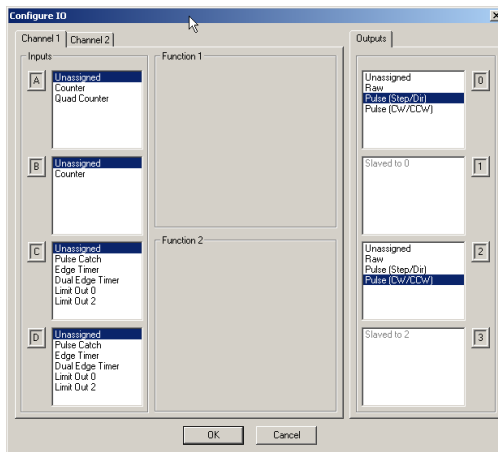 Configure IO
Channel 1
Channel 2
Inputs
A
Unassigned
Counter
Quad Counter
B
Unassigned
Counter
C
Unassigned
Pulse Catch
Edge Timer
Dual Edge Timer
Limit Out 0
Limit Out 2
D
Unassigned
Pulse Catch
Edge Timer
Dual Edge Timer
Limit Out 0
Limit Out 2
Function 1
Function 2
Outputs
Unassigned
Raw
Pulse (Step/Dir)
Pulse (CW/CCW)
0
Slaved to 0
1
Unassigned
Raw
Pulse (Step/Dir)
Pulse (CW/CCW)
2
Slaved to 2
3
OK
Cancel